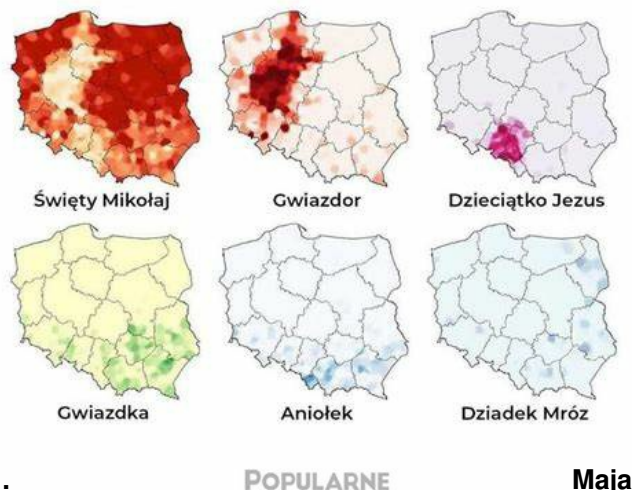 Święty Mikołaj
Gwiazdor
Dzieciątko Jezus
Gwiazdka
Aniołek
Dziadek Mróz
.
POPULARNE
Maja